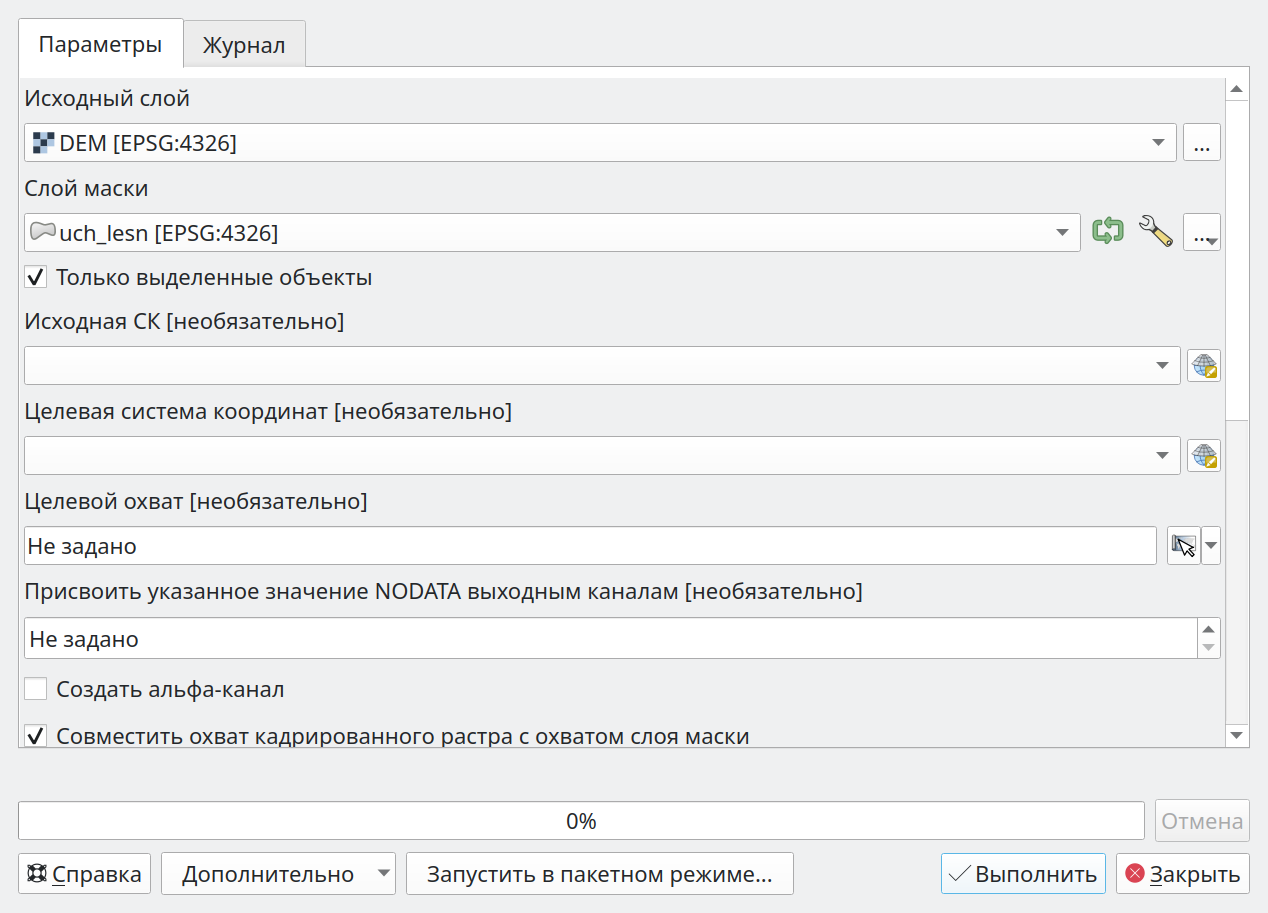 Параметры Журнал
Исходный слой
DEM [EPSG:4326] ...
Слой маски
uch_lesn [EPSG:4326] ...
Только выделенные объекты
Исходная СК [необязательно]
Целевая система координат [необязательно]
Целевой охват [необязательно]
Не задано
Присвоить указанное значение NODATA выходным каналам [необязательно]
Не задано
Создать альфа-канал
Совместить охват кадрированного растра с охватом слоя маски
0% Отмена
Справка Дополнительно Запустить в пакетном режиме... Выполнить Закрыть